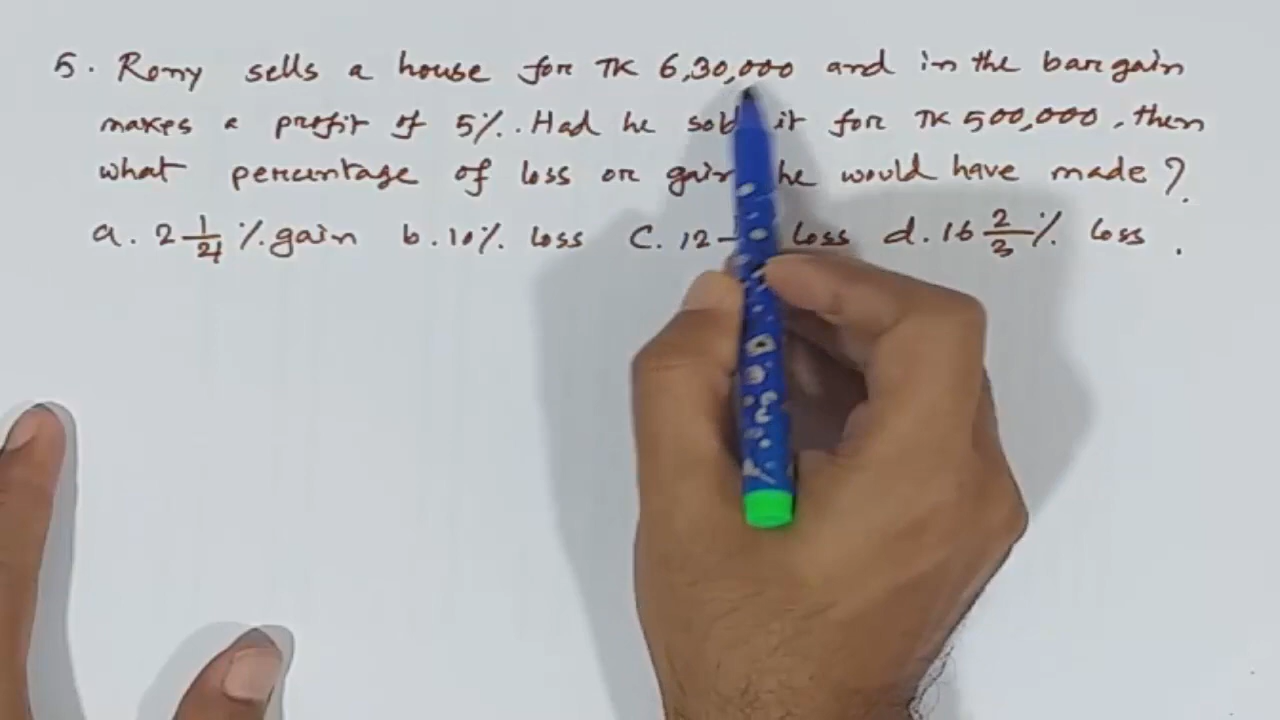 5. Rony sells a house for TK 6,30,000 and in the bargain
makes a profit of 5%. Had he sold it for TK 500,000, then
what percentage of loss or gain he would have made?
a. 2 1/4 % gain b. 10% loss c. 12 loss d. 16 2/3 % loss.